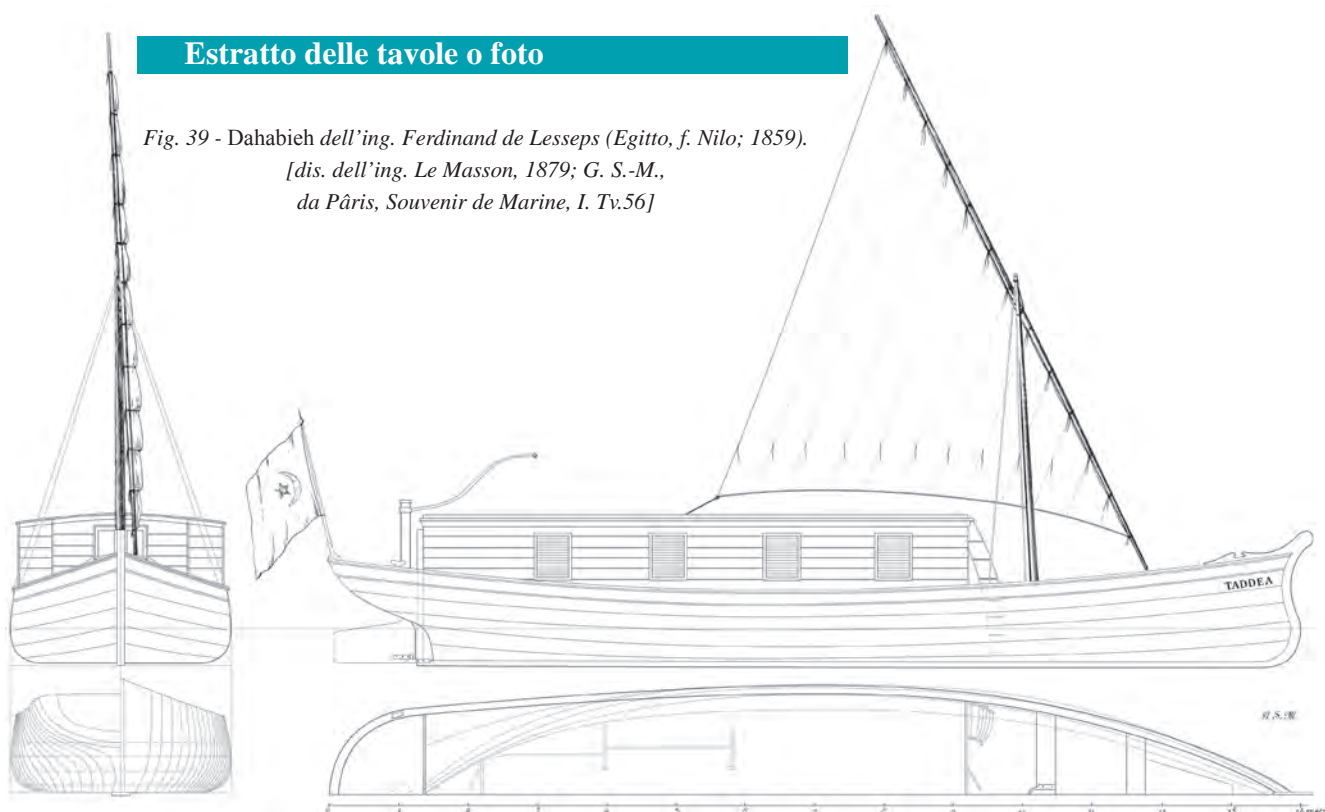 Estratto delle tavole o foto
Fig. 39 - Dahabieh dell’ing. Ferdinand de Lesseps (Egitto, f. Nilo; 1859).
[dis. dell’ing. Le Masson, 1879; G. S.-M.,
da Pâris, Souvenir de Marine, I. Tv.56]
TADDEA